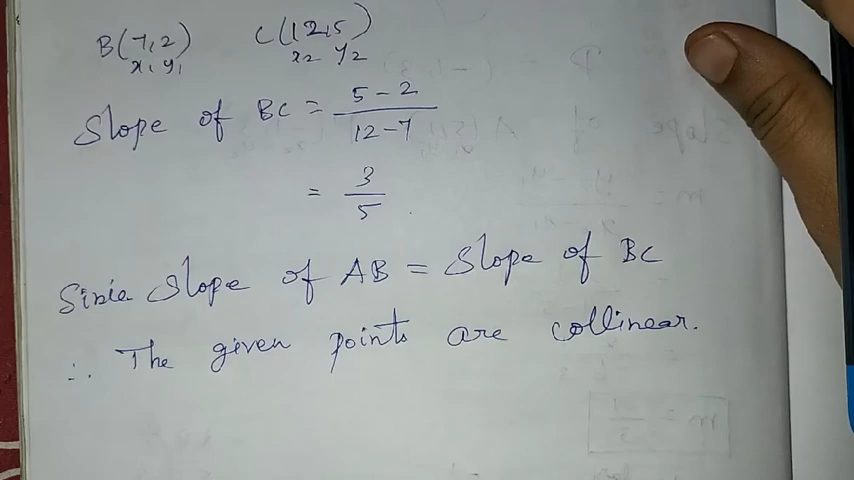 B(7,2) C(12,5)
x₁ y₁ x₂ y₂
Slope of BC = 5 - 2 / 12 - 7
= 3 / 5
Sinie Slope of AB = Slope of BC
∴ The given points are collinear.